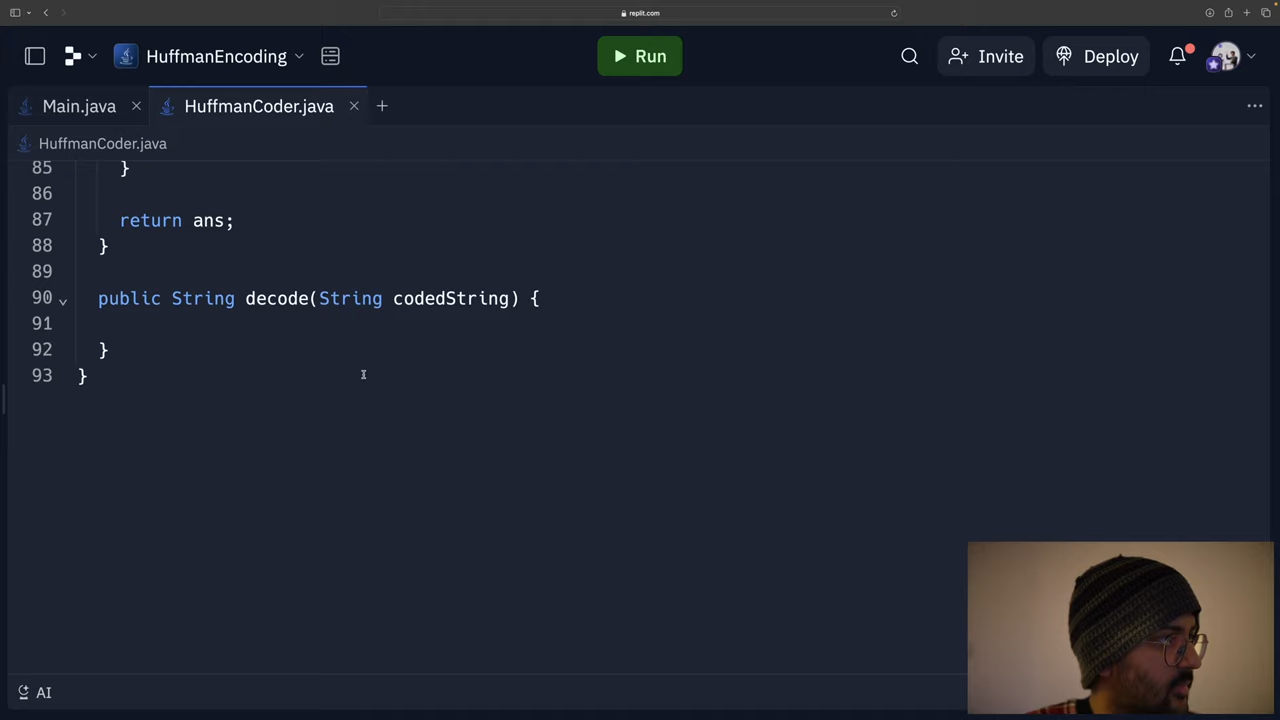 replit.com
HuffmanEncoding
Run
Invite
Deploy
Main.java
HuffmanCoder.java
HuffmanCoder.java
85 }
86
87 return ans;
88 }
89
90 public String decode(String codedString) {
91
92 }
93 }
AI